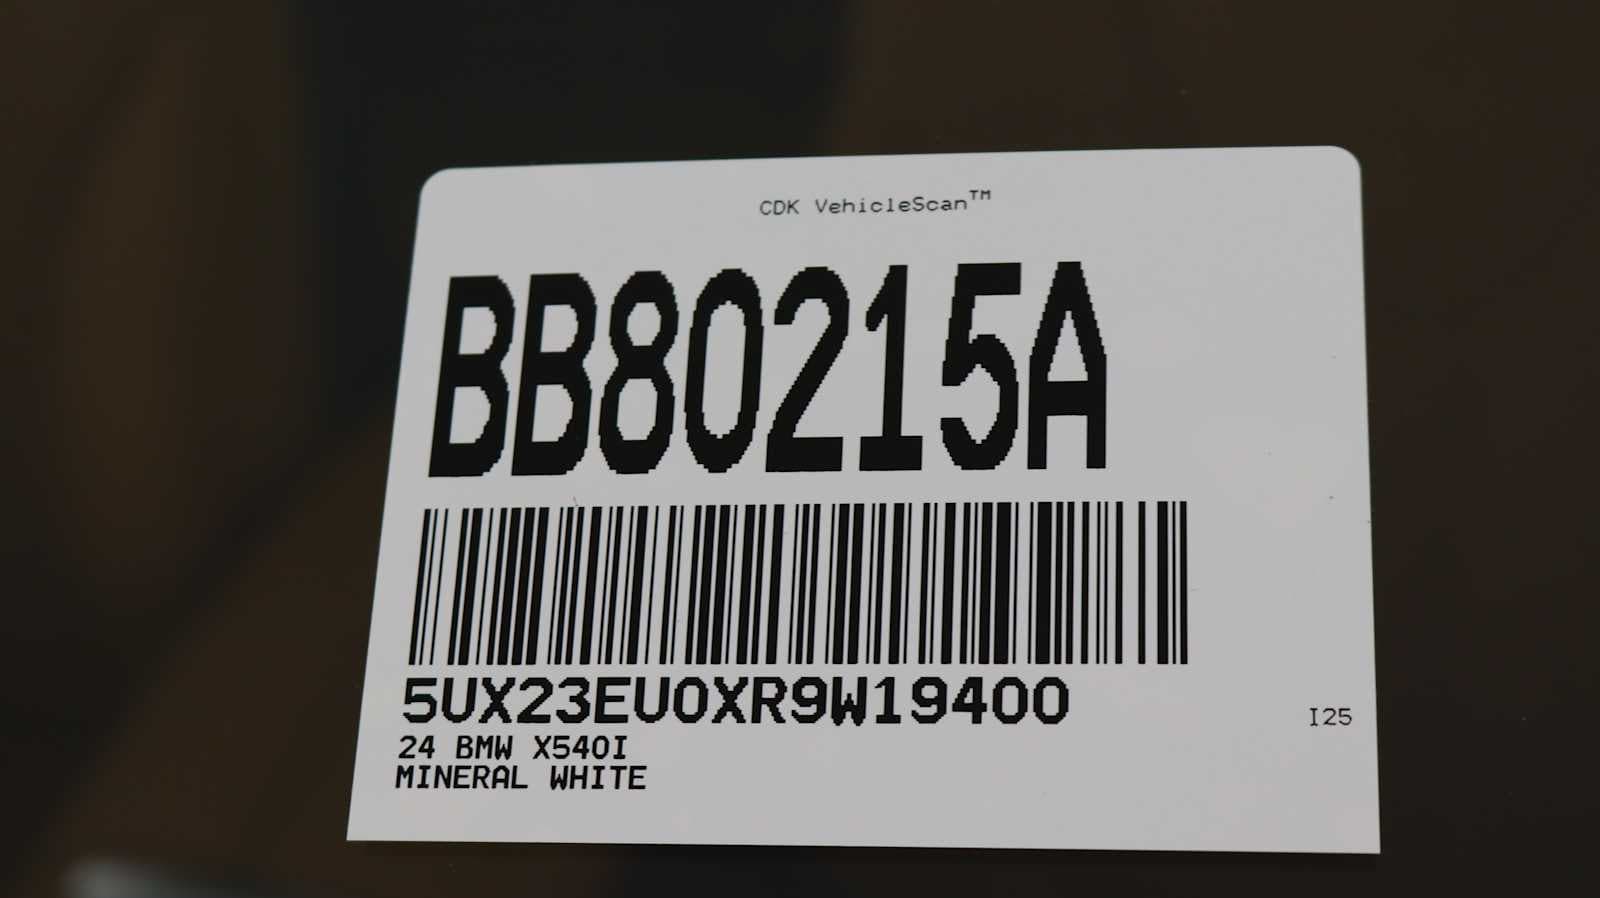 CDK VehicleScan™
BB80215A
5UX23EU0XR9W19400
I25
24 BMW X540I
MINERAL WHITE